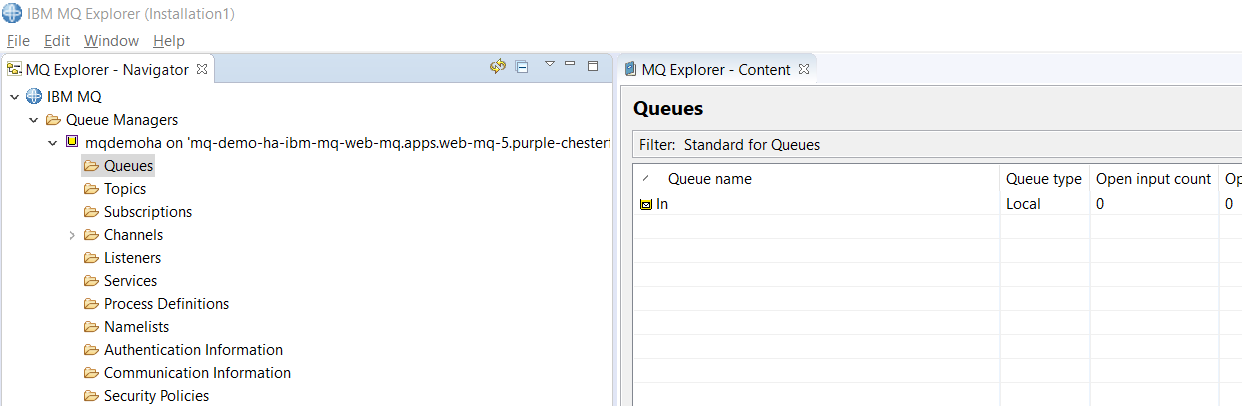 IBM MQ Explorer (Installation1)
File Edit Window Help
MQ Explorer - Navigator
IBM MQ
Queue Managers
mqdemoha on 'mq-demo-ha-ibm-mq-web-mq.apps.web-mq-5.purple-chester
Queues
Topics
Subscriptions
Channels
Listeners
Services
Process Definitions
Namelists
Authentication Information
Communication Information
Security Policies
MQ Explorer - Content
Queues
Filter: Standard for Queues
Queue name Queue type Open input count Op
In Local 0 0